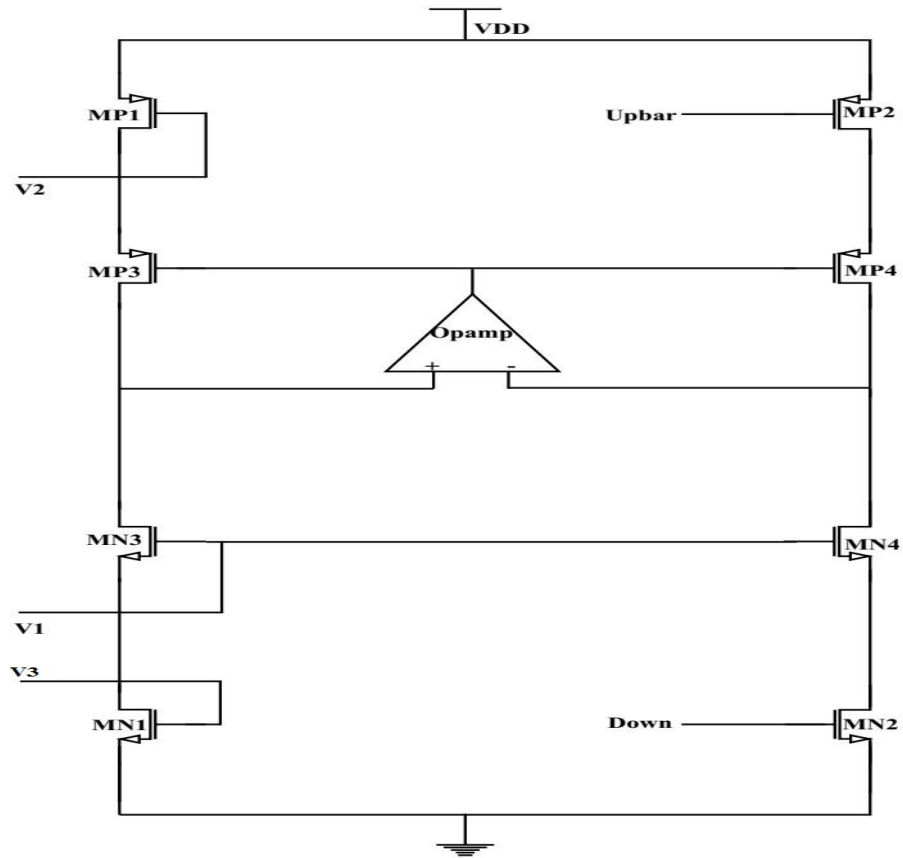 VDD
MP1
Upbar
MP2
V2
MP3
MP4
Opamp
+ -
MN3
MN4
V1
V3
MN1
Down
MN2